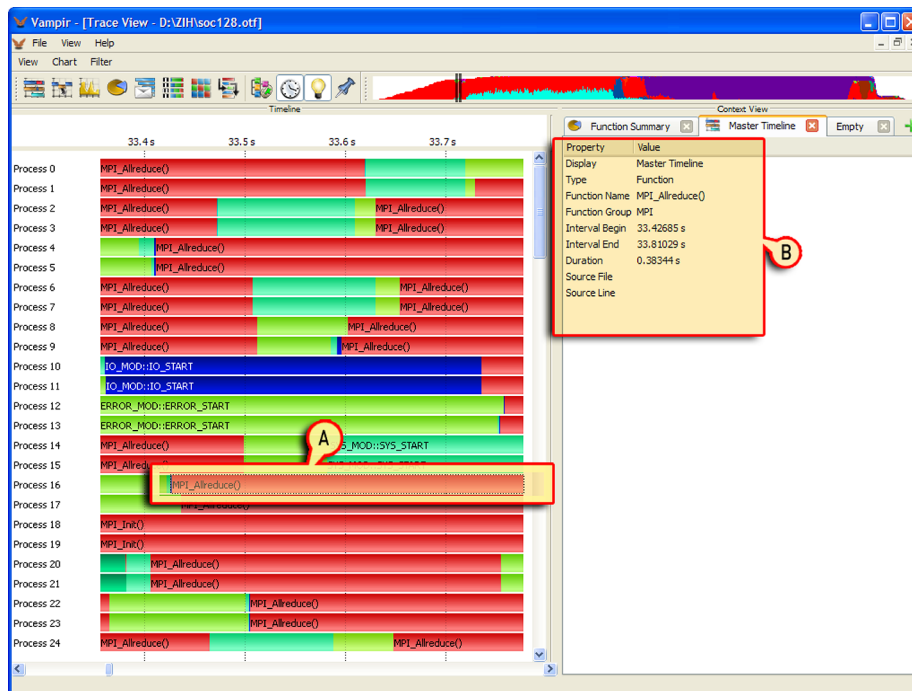 Vampir - [Trace View - D:\ZIH\soc128.otf]
File View Help
View Chart Filter
Timeline
Context View
33.4 s 33.5 s 33.6 s 33.7 s
Function Summary Master Timeline Empty
Property Value
Display Master Timeline
Type Function
Function Name MPI_Allreduce()
Function Group MPI
Interval Begin 33.42685 s
Interval End 33.81029 s
Duration 0.38344 s
Source File
Source Line
B
Process 0 MPI_Allreduce()
Process 1 MPI_Allreduce()
Process 2 MPI_Allreduce() MPI_Allreduce()
Process 3 MPI_Allreduce() MPI_Allreduce()
Process 4 MPI_Allreduce()
Process 5 MPI_Allreduce()
Process 6 MPI_Allreduce() MPI_Allreduce()
Process 7 MPI_Allreduce() MPI_Allreduce()
Process 8 MPI_Allreduce() MPI_Allreduce()
Process 9 MPI_Allreduce() MPI_Allreduce()
Process 10 IO_MOD::IO_START
Process 11 IO_MOD::IO_START
Process 12 ERROR_MOD::ERROR_START
Process 13 ERROR_MOD::ERROR_START
A
Process 14 MPI_Allreduce() S_MOD::SYS_START
Process 15
Process 16 MPI_Allreduce()
Process 17 MPI_Allreduce()
Process 18 MPI_Init()
Process 19 MPI_Init()
Process 20 MPI_Allreduce()
Process 21 MPI_Allreduce()
Process 22 MPI_Allreduce()
Process 23 MPI_Allreduce()
Process 24 MPI_Allreduce() MPI_Allreduce()